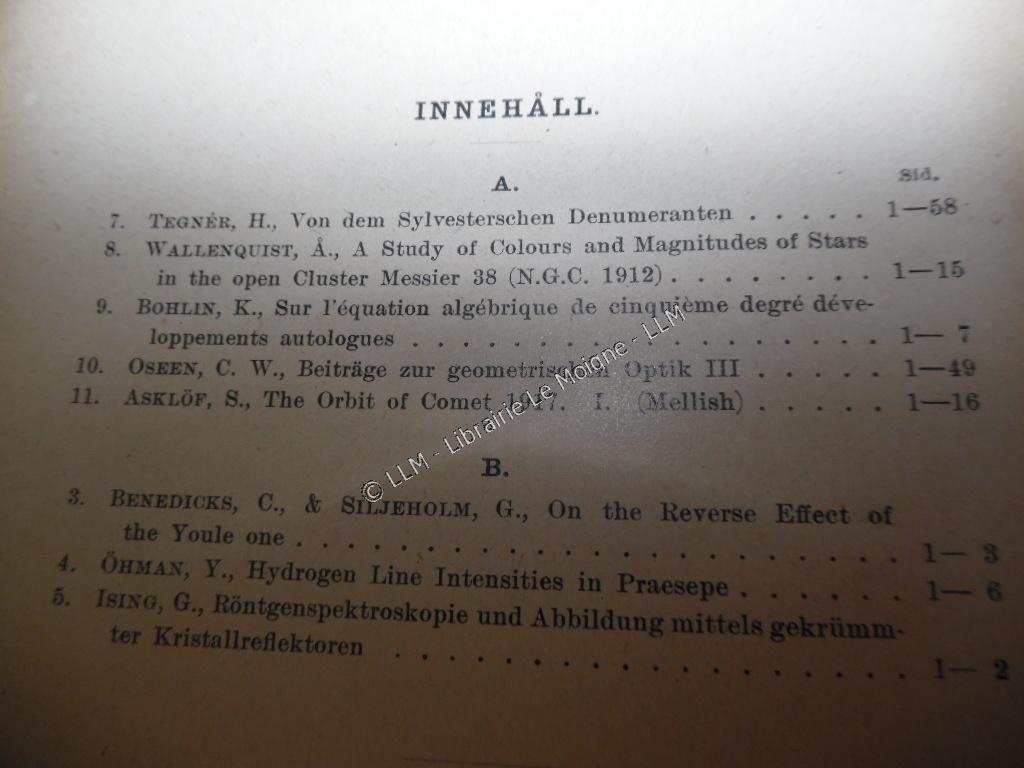 INNEHÅLL.
A.
Sid.
7. TEGNÉR, H., Von dem Sylvesterschen Denumeranten . . . . . 1—58
8. WALLENQUIST, Å., A Study of Colours and Magnitudes of Stars
in the open Cluster Messier 38 (N.G.C. 1912) . . . . . . . . 1—15
9. BOHLIN, K., Sur l'équation algébrique de cinquième degré déve-
loppements autologues . . . . . . . . . . . . . . . . . . 1— 7
10. OSEEN, C. W., Beiträge zur geometrischen Optik III . . . . . 1—49
11. ASKLÖF, S., The Orbit of Comet 1917. I. (Mellish) . . . . . 1—16
© LLM - Librairie Le Moigne - LLM
B.
3. BENEDICKS, C., & SILJEHOLM, G., On the Reverse Effect of
the Youle one . . . . . . . . . . . . . . . . . . . . . . 1— 3
4. ÖHMAN, Y., Hydrogen Line Intensities in Praesepe . . . . . . 1— 6
5. ISING, G., Röntgenspektroskopie und Abbildung mittels gekrümm-
ter Kristallreflektoren . . . . . . . . . . . . . . . . . . . 1— 2